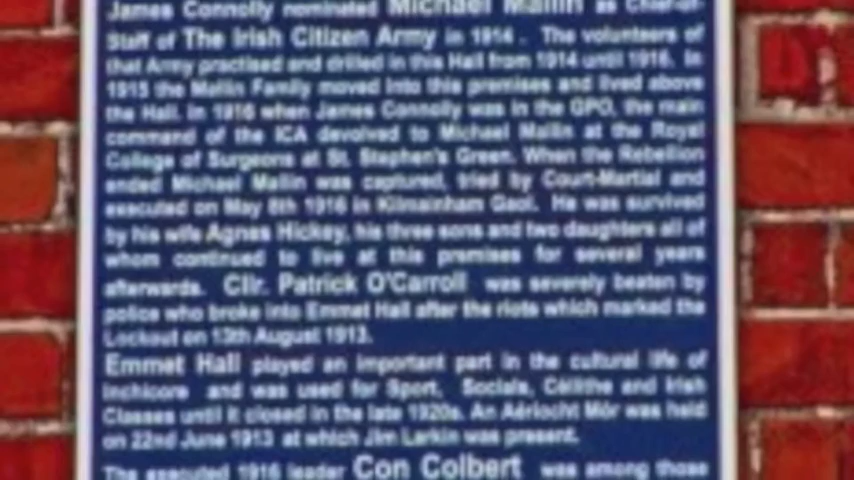 James Connolly nominated Michael Mallin as Chief-of-
Staff of The Irish Citizen Army in 1914. The volunteers of
that Army practised and drilled in this Hall from 1914 until 1916. In
1915 the Mallin Family moved into this premises and lived above
the Hall. In 1916 when James Connolly was in the GPO, the main
command of the ICA devolved to Michael Mallin at the Royal
College of Surgeons at St. Stephen's Green. When the Rebellion
ended Michael Mallin was captured, tried by Court-Martial and
executed on May 8th 1916 in Kilmainham Gaol. He was survived
by his wife Agnes Hickey, his three sons and two daughters all of
whom continued to live at this premises for several years
afterwards. Cllr. Patrick O'Carroll was severely beaten by
police who broke into Emmet Hall after the riots which marked the
Lockout on 13th August 1913.
Emmet Hall played an important part in the cultural life of
Inchicore and was used for Sport, Socials, Céilithe and Irish
Classes until it closed in the late 1920s. An Aériocht Mór was held
on 22nd June 1913 at which Jim Larkin was present.
The executed 1916 leader Con Colbert was among those